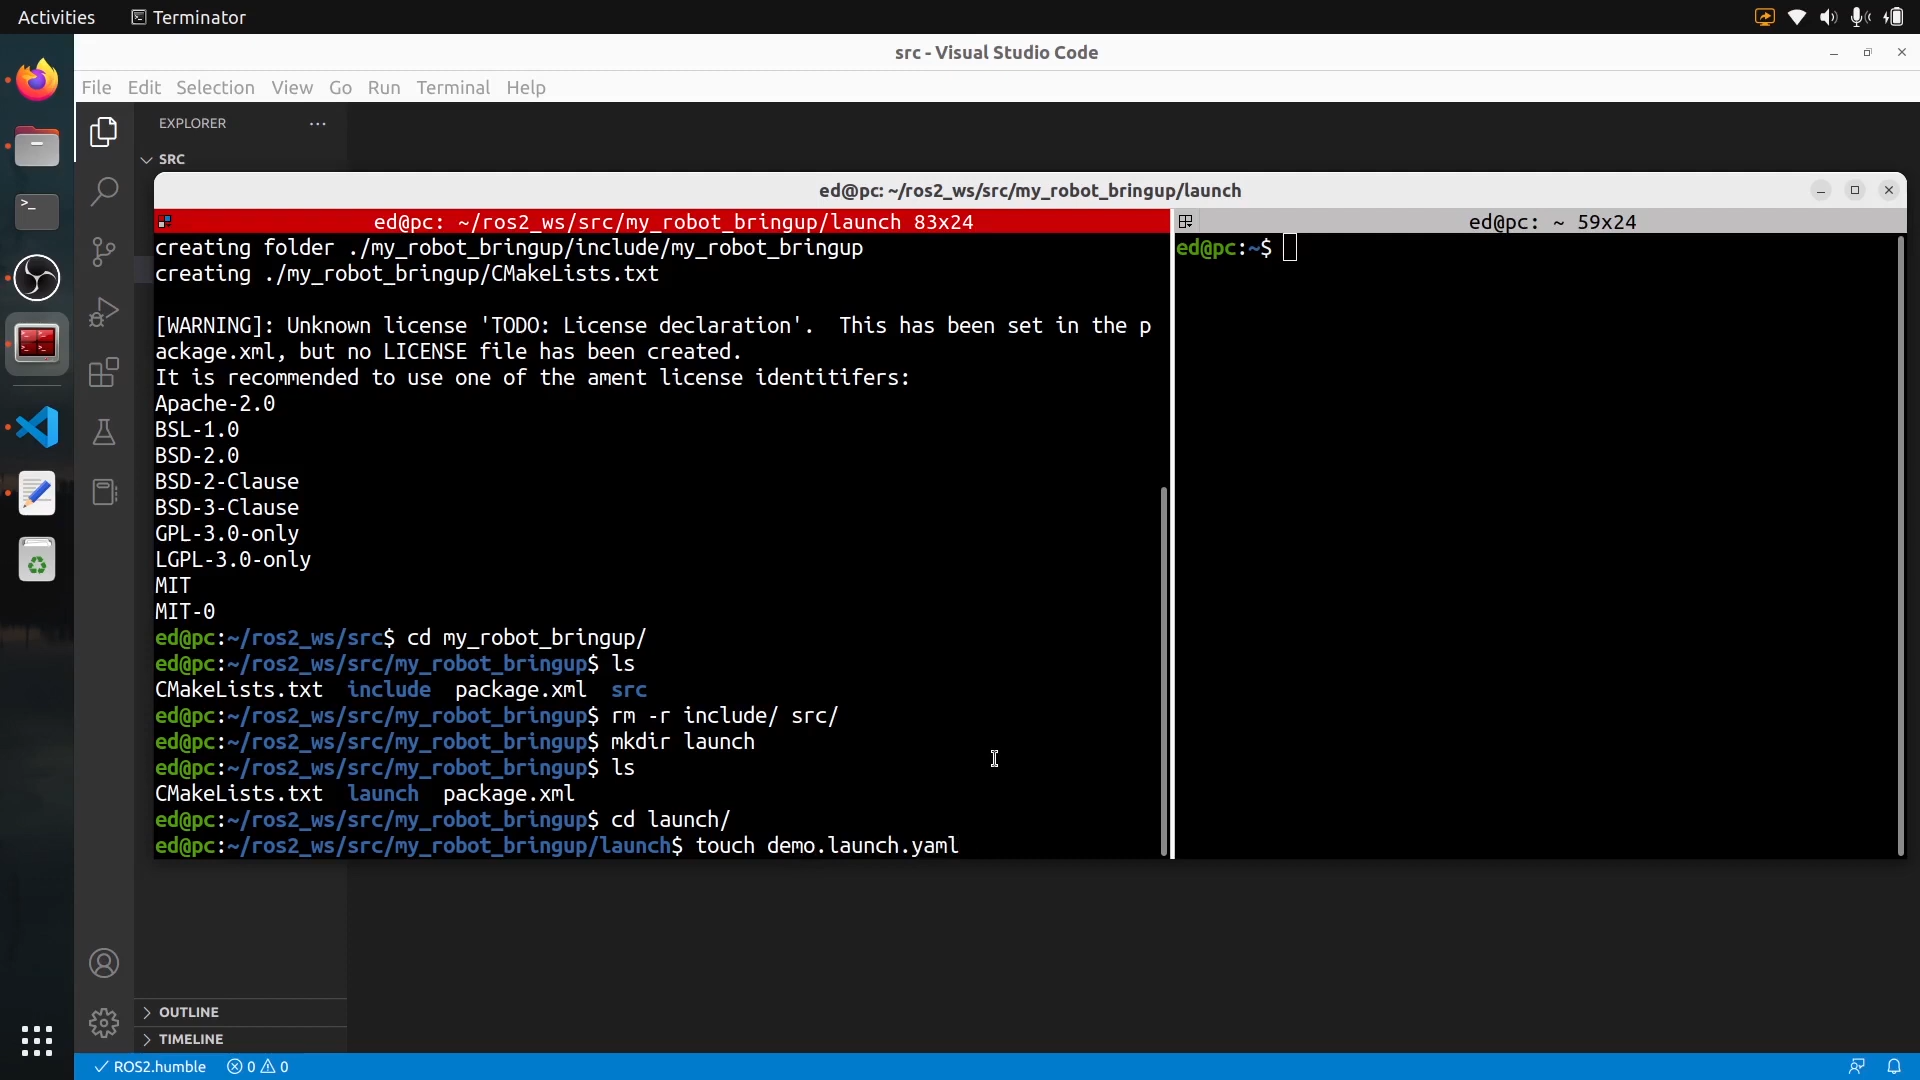 Activities
Terminator
src - Visual Studio Code
File Edit Selection View Go Run Terminal Help
EXPLORER
SRC
ed@pc: ~/ros2_ws/src/my_robot_bringup/launch
ed@pc: ~/ros2_ws/src/my_robot_bringup/launch 83x24
creating folder ./my_robot_bringup/include/my_robot_bringup
creating ./my_robot_bringup/CMakeLists.txt
[WARNING]: Unknown license 'TODO: License declaration'.  This has been set in the p
ackage.xml, but no LICENSE file has been created.
It is recommended to use one of the ament license identitifers:
Apache-2.0
BSL-1.0
BSD-2.0
BSD-2-Clause
BSD-3-Clause
GPL-3.0-only
LGPL-3.0-only
MIT
MIT-0
ed@pc:~/ros2_ws/src$ cd my_robot_bringup/
ed@pc:~/ros2_ws/src/my_robot_bringup$ ls
CMakeLists.txt  include  package.xml  src
ed@pc:~/ros2_ws/src/my_robot_bringup$ rm -r include/ src/
ed@pc:~/ros2_ws/src/my_robot_bringup$ mkdir launch
ed@pc:~/ros2_ws/src/my_robot_bringup$ ls
CMakeLists.txt  launch  package.xml
ed@pc:~/ros2_ws/src/my_robot_bringup$ cd launch/
ed@pc:~/ros2_ws/src/my_robot_bringup/launch$ touch demo.launch.yaml
ed@pc: ~ 59x24
ed@pc:~$
OUTLINE
TIMELINE
ROS2.humble 0 0